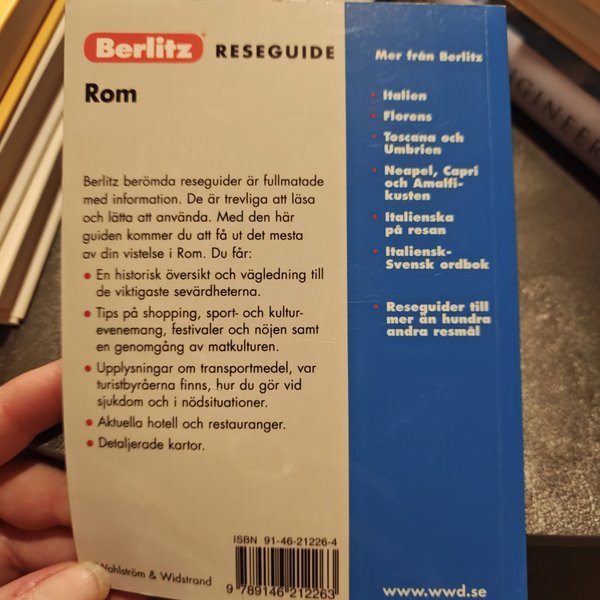 Berlitz RESEGUIDE
Rom
Berlitz berömda reseguider är fullmatade
med information. De är trevliga att läsa
och lätta att använda. Med den här
guiden kommer du att få ut det mesta
av din vistelse i Rom. Du får:
• En historisk översikt och vägledning till
de viktigaste sevärdheterna.
• Tips på shopping, sport- och kultur-
evenemang, festivaler och nöjen samt
en genomgång av matkulturen.
• Upplysningar om transportmedel, var
turistbyråerna finns, hur du gör vid
sjukdom och i nödsituationer.
• Aktuella hotell och restauranger.
• Detaljerade kartor.
ISBN 91-46-21226-4
Wahlström & Widstrand
9 789146 212263
Mer från Berlitz
• Italien
• Florens
• Toscana och
Umbrien
• Neapel, Capri
och Amalfi-
kusten
• Italienska
på resan
• Italiensk-
Svensk ordbok
• Reseguider till
mer än hundra
andra resmål
www.wwd.se